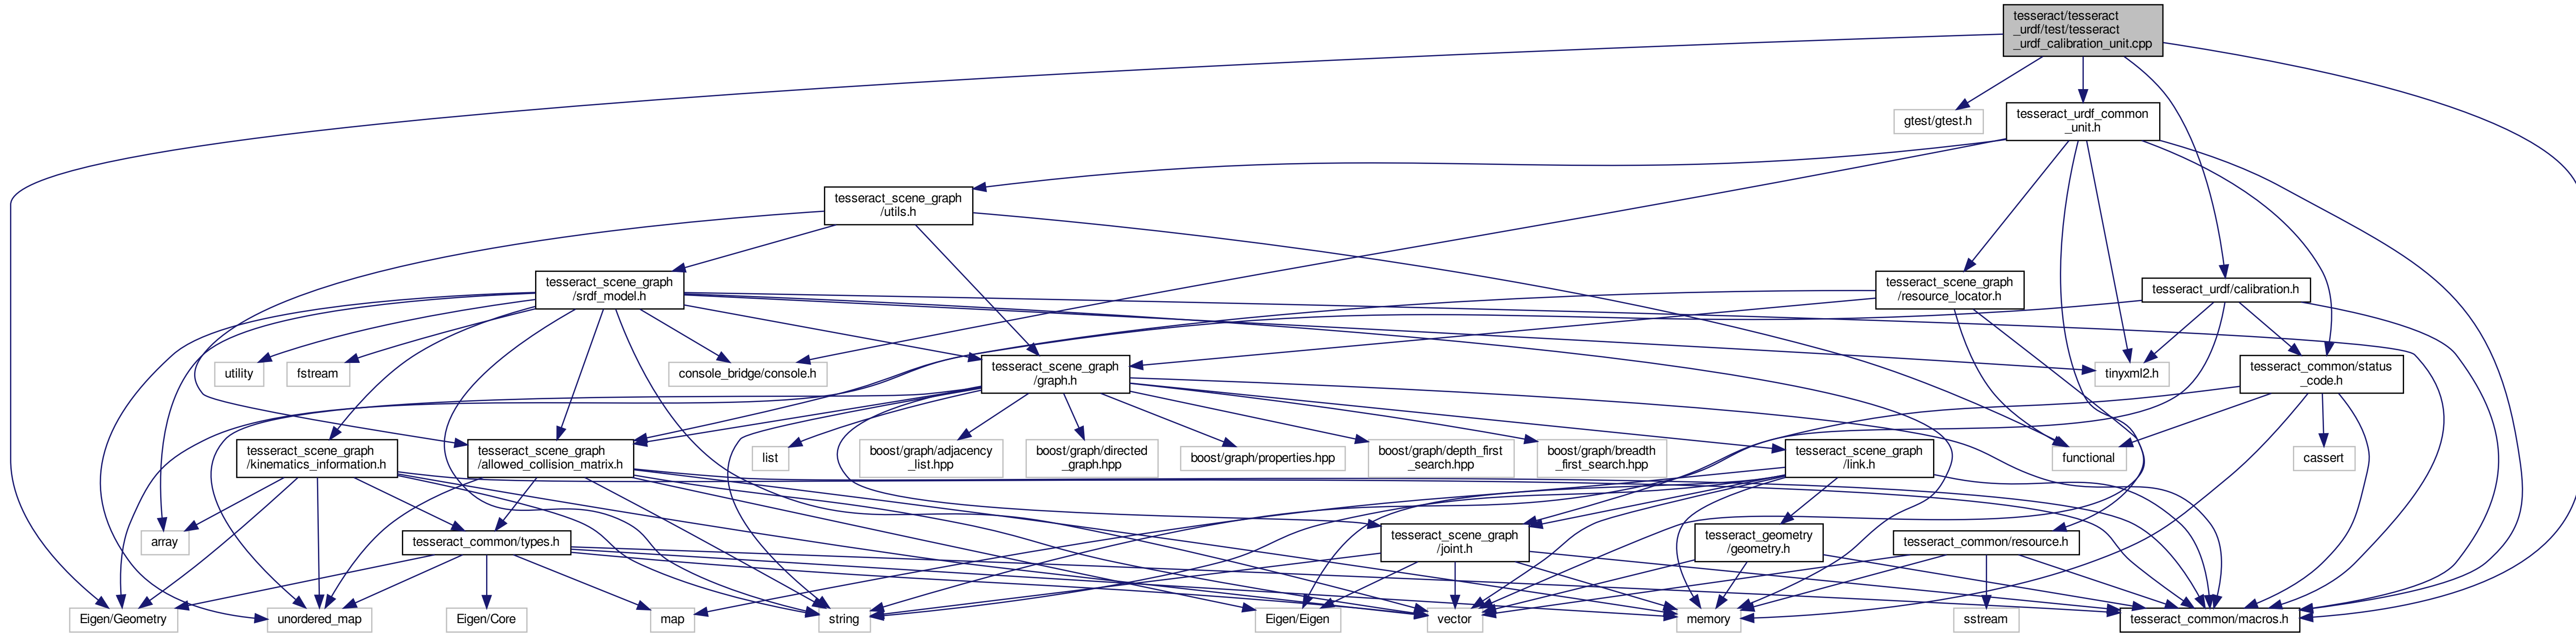 tesseract/tesseract
_urdf/test/tesseract
_urdf_calibration_unit.cpp
gtest/gtest.h
tesseract_urdf_common
_unit.h
tesseract_scene_graph
/utils.h
tesseract_scene_graph
/srdf_model.h
tesseract_scene_graph
/resource_locator.h
tesseract_urdf/calibration.h
utility
fstream
console_bridge/console.h
tesseract_scene_graph
/graph.h
tinyxml2.h
tesseract_common/status
_code.h
tesseract_scene_graph
/kinematics_information.h
tesseract_scene_graph
/allowed_collision_matrix.h
list
boost/graph/adjacency
_list.hpp
boost/graph/directed
_graph.hpp
boost/graph/properties.hpp
boost/graph/depth_first
_search.hpp
boost/graph/breadth
_first_search.hpp
tesseract_scene_graph
/link.h
functional
cassert
array
tesseract_common/types.h
tesseract_scene_graph
/joint.h
tesseract_geometry
/geometry.h
tesseract_common/resource.h
Eigen/Geometry
unordered_map
Eigen/Core
map
string
Eigen/Eigen
vector
memory
sstream
tesseract_common/macros.h